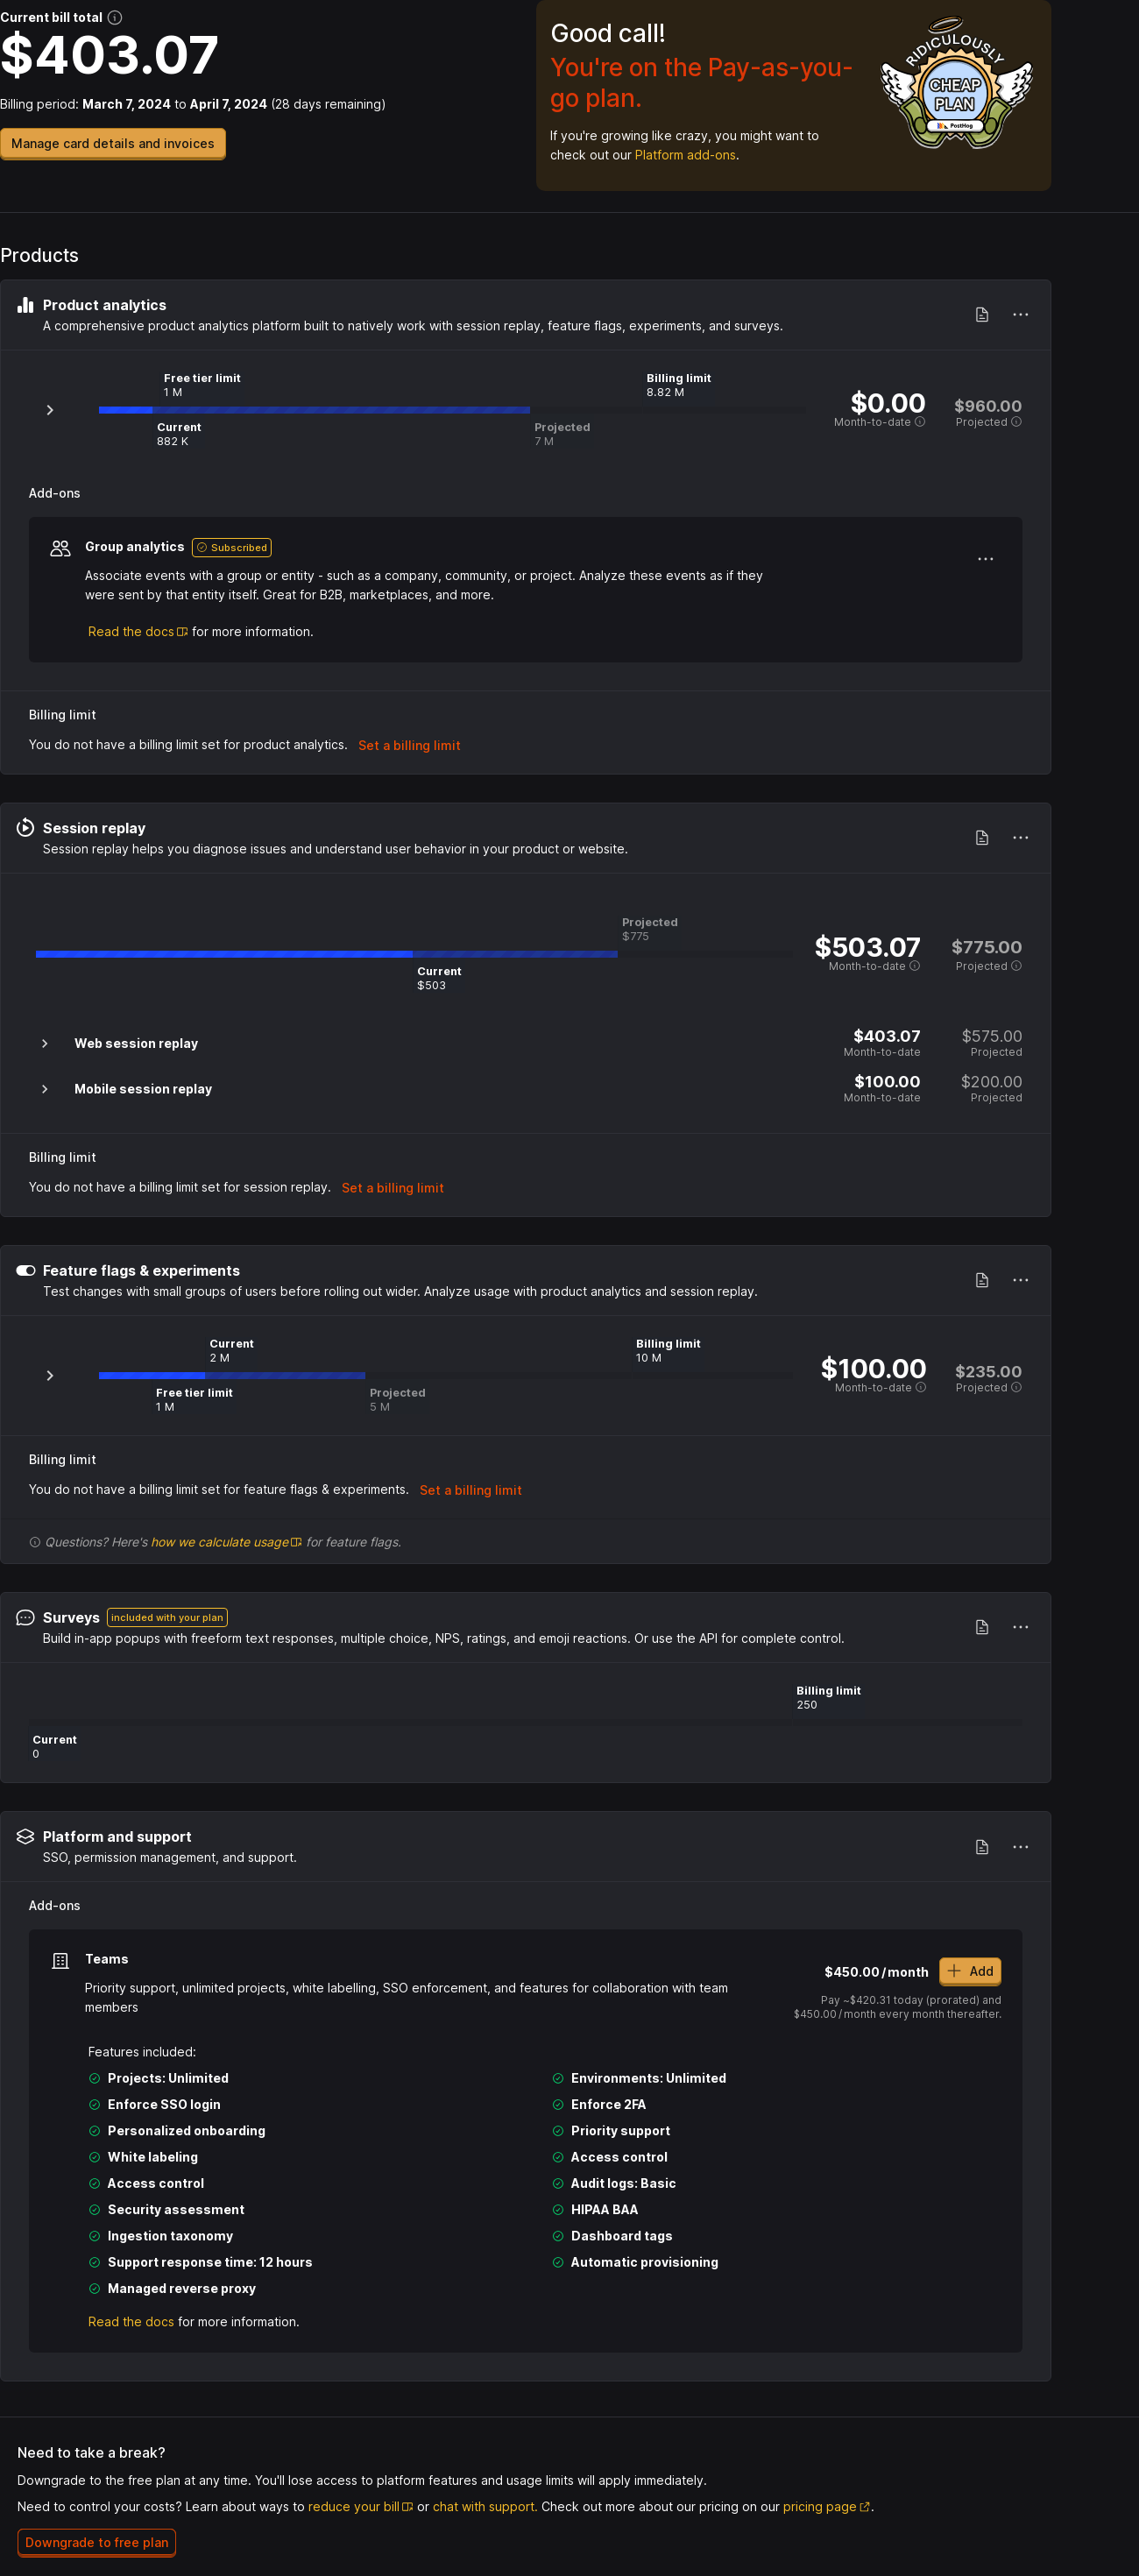 Current bill total
$403.07
Billing period: March 7, 2024 to April 7, 2024 (28 days remaining)
Manage card details and invoices
Good call!
You're on the Pay-as-you-
go plan.
If you're growing like crazy, you might want to
check out our Platform add-ons.
RIDICULOUSLY
CHEAP
PLAN
PostHog
Products
Product analytics
A comprehensive product analytics platform built to natively work with session replay, feature flags, experiments, and surveys.
Free tier limit
1 M
Billing limit
8.82 M
Current
882 K
Projected
7 M
$0.00
Month-to-date
$960.00
Projected
Add-ons
Group analytics
Subscribed
Associate events with a group or entity - such as a company, community, or project. Analyze these events as if they
were sent by that entity itself. Great for B2B, marketplaces, and more.
Read the docs for more information.
Billing limit
You do not have a billing limit set for product analytics. Set a billing limit
Session replay
Session replay helps you diagnose issues and understand user behavior in your product or website.
Projected
$775
Current
$503
$503.07
Month-to-date
$775.00
Projected
Web session replay
$403.07
Month-to-date
$575.00
Projected
Mobile session replay
$100.00
Month-to-date
$200.00
Projected
Billing limit
You do not have a billing limit set for session replay. Set a billing limit
Feature flags & experiments
Test changes with small groups of users before rolling out wider. Analyze usage with product analytics and session replay.
Current
2 M
Billing limit
10 M
Free tier limit
1 M
Projected
5 M
$100.00
Month-to-date
$235.00
Projected
Billing limit
You do not have a billing limit set for feature flags & experiments. Set a billing limit
Questions? Here's how we calculate usage for feature flags.
Surveys
included with your plan
Build in-app popups with freeform text responses, multiple choice, NPS, ratings, and emoji reactions. Or use the API for complete control.
Billing limit
250
Current
0
Platform and support
SSO, permission management, and support.
Add-ons
Teams
Priority support, unlimited projects, white labelling, SSO enforcement, and features for collaboration with team
members
$450.00/month
Add
Pay ~$420.31 today (prorated) and
$450.00/month every month thereafter.
Features included:
Projects: Unlimited
Environments: Unlimited
Enforce SSO login
Enforce 2FA
Personalized onboarding
Priority support
White labeling
Access control
Access control
Audit logs: Basic
Security assessment
HIPAA BAA
Ingestion taxonomy
Dashboard tags
Support response time: 12 hours
Automatic provisioning
Managed reverse proxy
Read the docs for more information.
Need to take a break?
Downgrade to the free plan at any time. You'll lose access to platform features and usage limits will apply immediately.
Need to control your costs? Learn about ways to reduce your bill or chat with support. Check out more about our pricing on our pricing page.
Downgrade to free plan